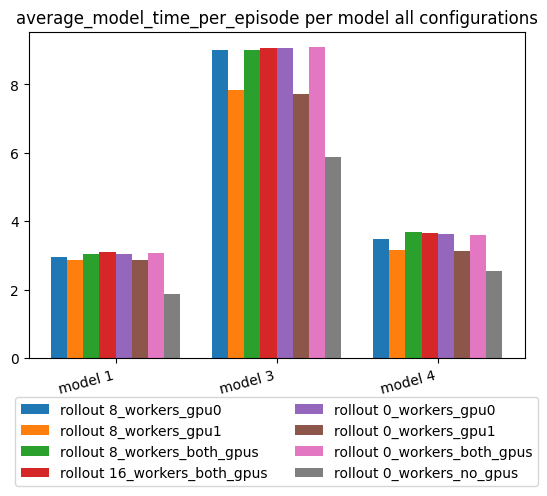 average_model_time_per_episode per model all configurations
8
6
4
2
0
model 1
model 3
model 4
rollout 8_workers_gpu0
rollout 8_workers_gpu1
rollout 8_workers_both_gpus
rollout 16_workers_both_gpus
rollout 0_workers_gpu0
rollout 0_workers_gpu1
rollout 0_workers_both_gpus
rollout 0_workers_no_gpus